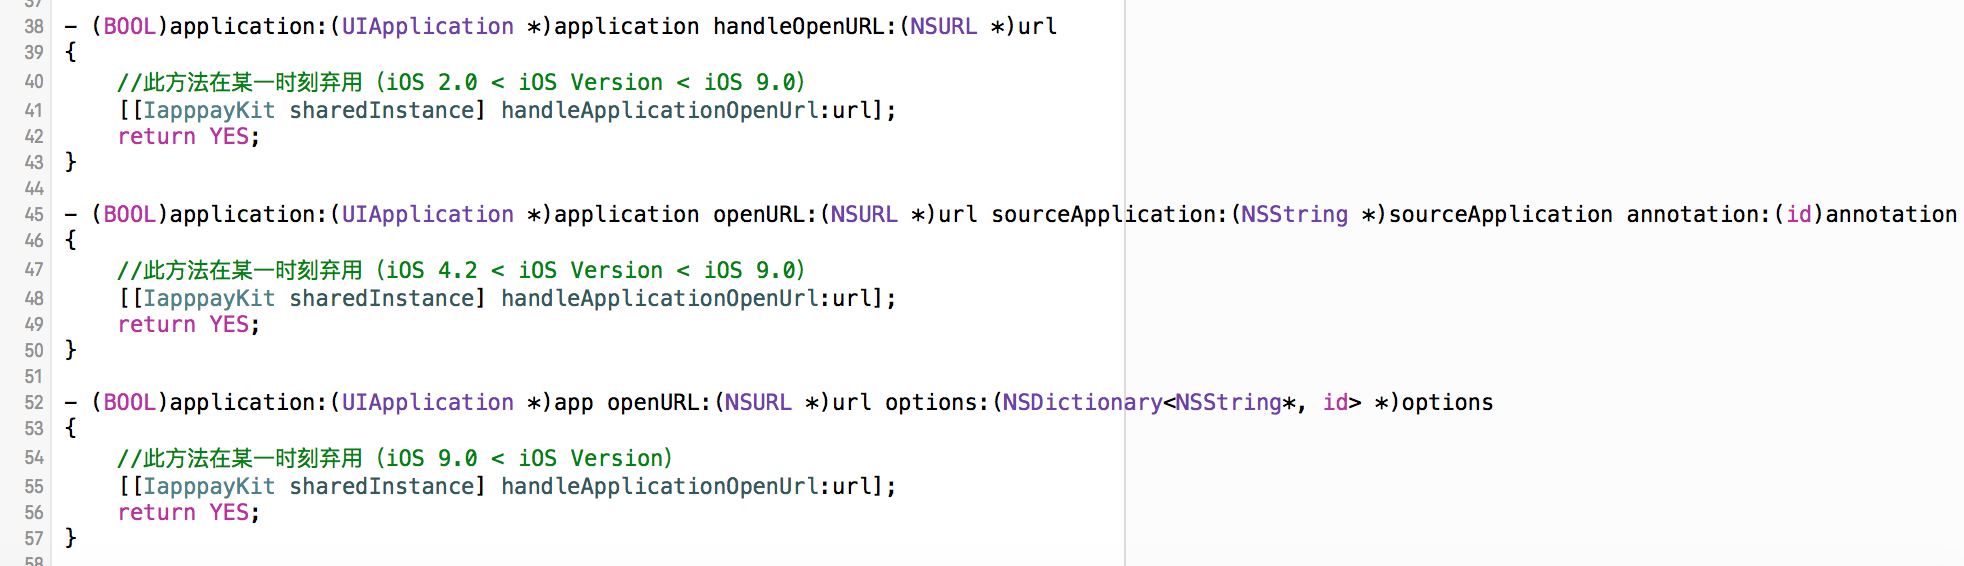 37
38 - (BOOL)application:(UIApplication *)application handleOpenURL:(NSURL *)url
39 {
40     //此方法在某一时刻弃用（iOS 2.0 < iOS Version < iOS 9.0）
41     [[IapppayKit sharedInstance] handleApplicationOpenUrl:url];
42     return YES;
43 }
44
45 - (BOOL)application:(UIApplication *)application openURL:(NSURL *)url sourceApplication:(NSString *)sourceApplication annotation:(id)annotation
46 {
47     //此方法在某一时刻弃用（iOS 4.2 < iOS Version < iOS 9.0）
48     [[IapppayKit sharedInstance] handleApplicationOpenUrl:url];
49     return YES;
50 }
51
52 - (BOOL)application:(UIApplication *)app openURL:(NSURL *)url options:(NSDictionary<NSString*, id> *)options
53 {
54     //此方法在某一时刻弃用（iOS 9.0 < iOS Version）
55     [[IapppayKit sharedInstance] handleApplicationOpenUrl:url];
56     return YES;
57 }
58